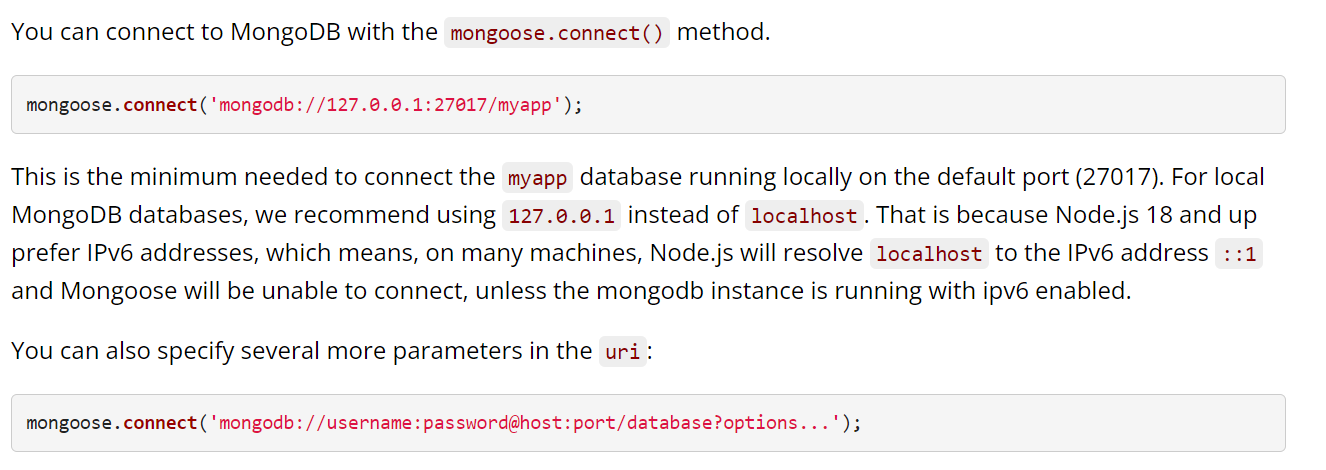 You can connect to MongoDB with the mongoose.connect() method.
mongoose.connect('mongodb://127.0.0.1:27017/myapp');
This is the minimum needed to connect the myapp database running locally on the default port (27017). For local
MongoDB databases, we recommend using 127.0.0.1 instead of localhost. That is because Node.js 18 and up
prefer IPv6 addresses, which means, on many machines, Node.js will resolve localhost to the IPv6 address ::1
and Mongoose will be unable to connect, unless the mongodb instance is running with ipv6 enabled.
You can also specify several more parameters in the uri:
mongoose.connect('mongodb://username:password@host:port/database?options...');